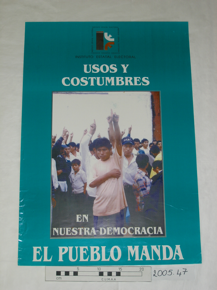 USOS Y
COSTUMBRES
EN
NUESTRA DEMOCRACIA
EL PUEBLO MANDA
2005.47